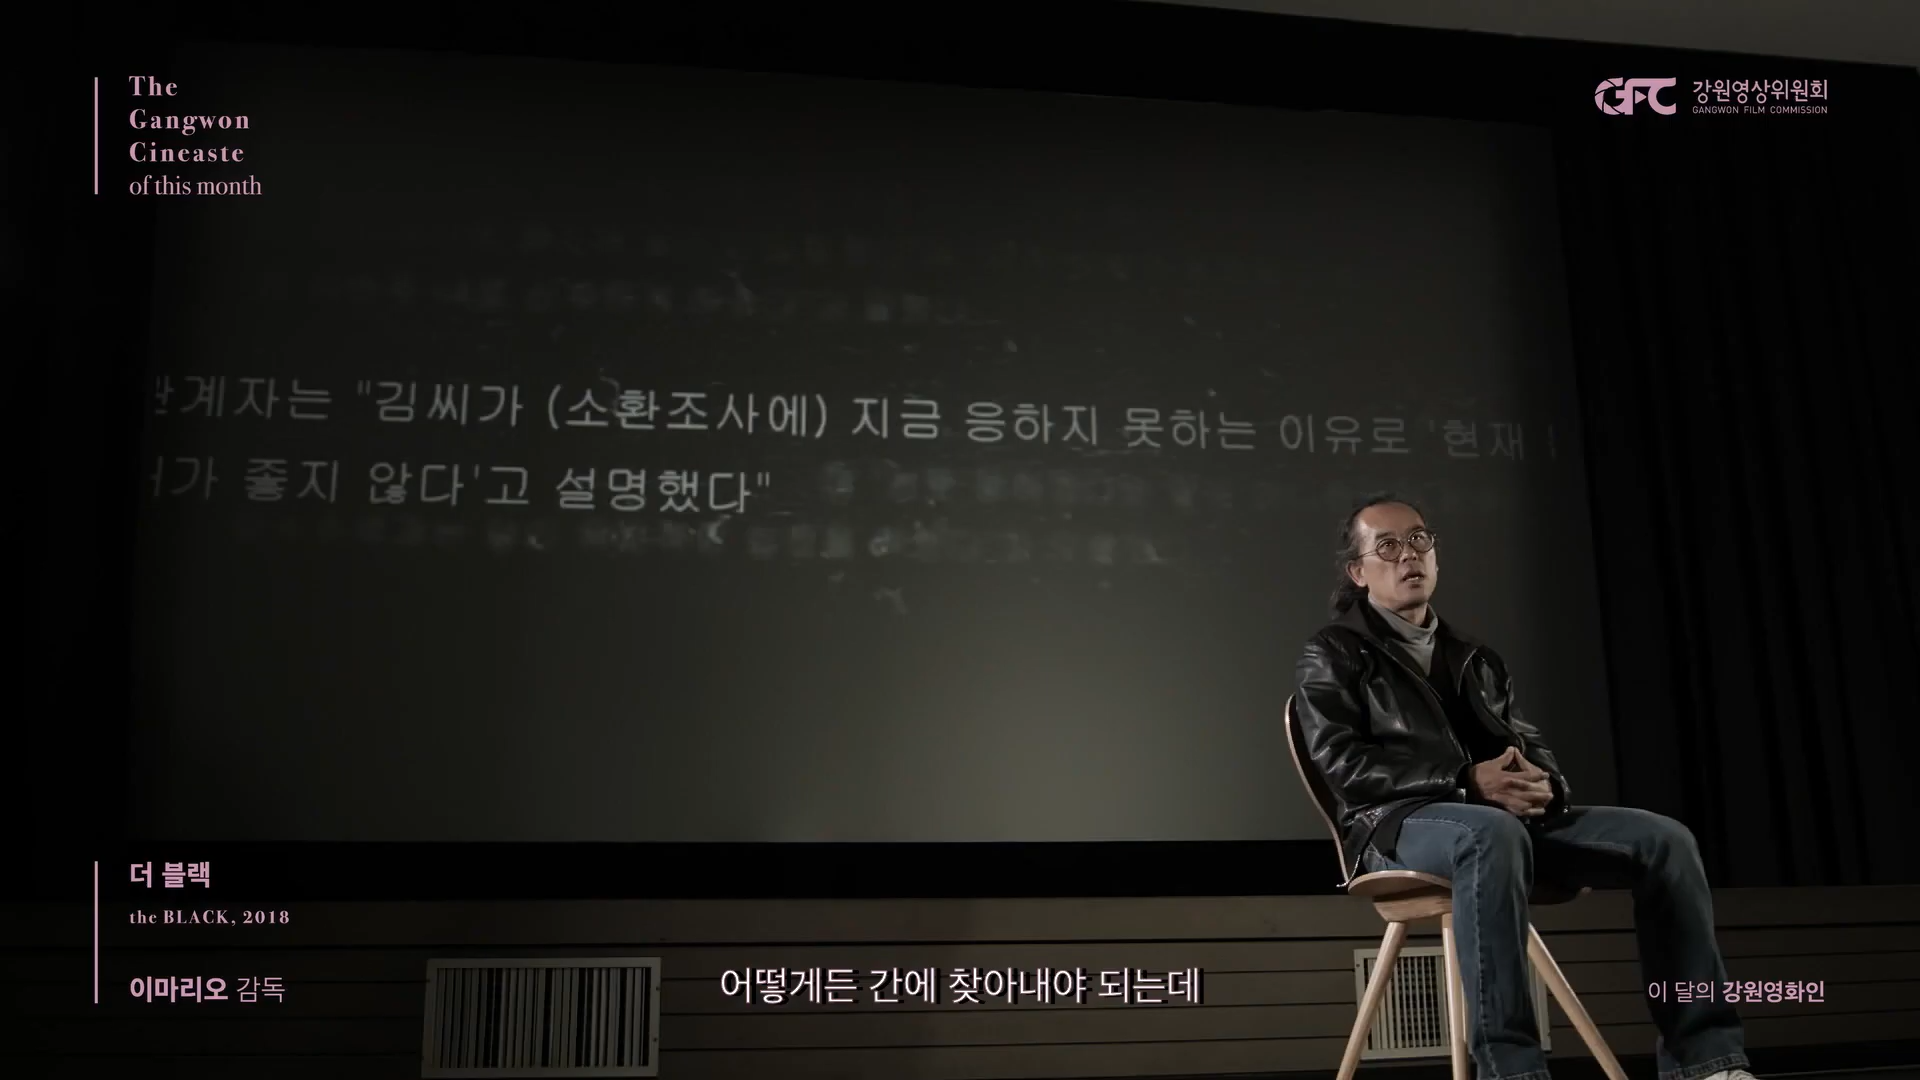 The
Gangwon
Cineaste
of this month
GFC 강원영상위원회
GANGWON FILM COMMISSION
관계자는 "김씨가 (소환조사에) 지금 응하지 못하는 이유로 '현재
가 좋지 않다'고 설명했다"
더 블랙
the BLACK, 2018
이마리오 감독
어떻게든 간에 찾아내야 되는데
이 달의 강원영화인